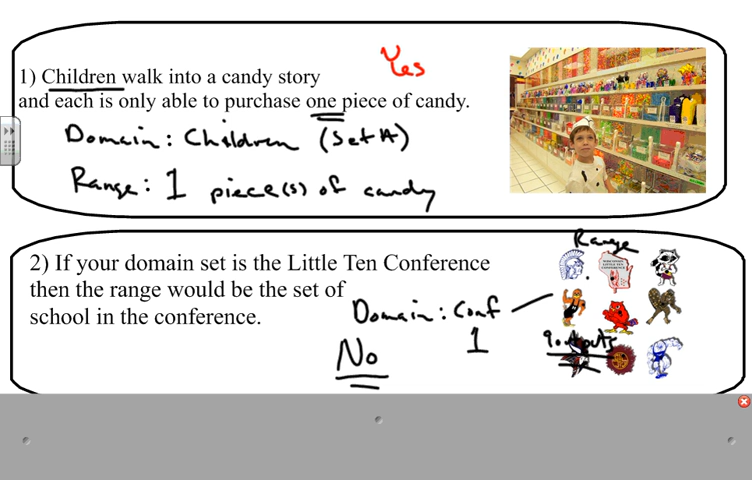 Yes
1) Children walk into a candy story
and each is only able to purchase one piece of candy.
Domain: Children (Set A)
Range: 1 piece(s) of candy
Range
2) If your domain set is the Little Ten Conference
then the range would be the set of
school in the conference.
Domain: Conf
1
No
9 outputs